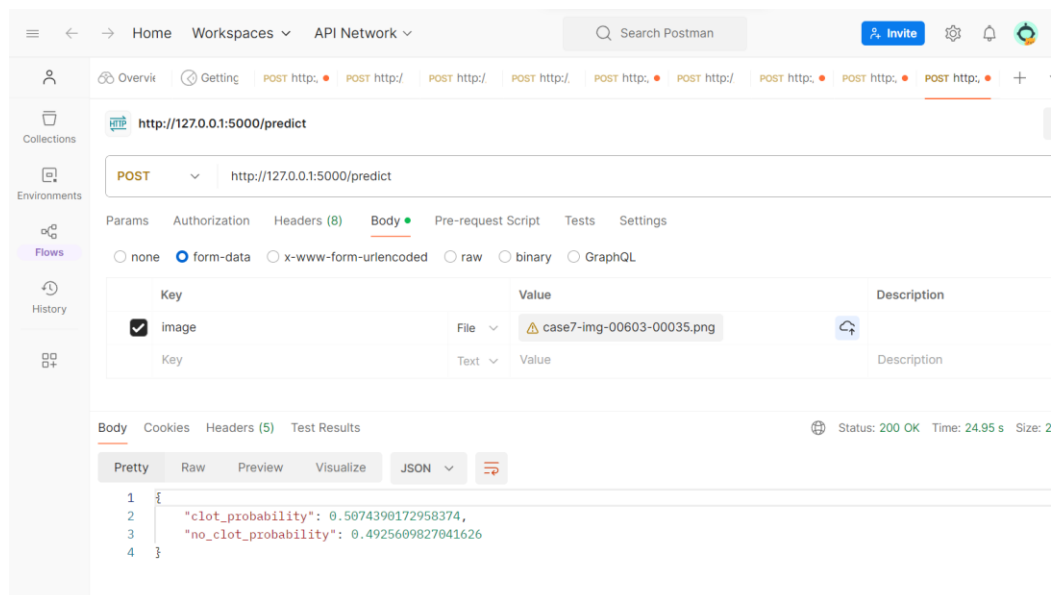 Home Workspaces API Network Search Postman Invite
Overvie Getting POST http:, POST http:/ POST http:/ POST http:/. POST http:, POST http:/ POST http:, POST http:, POST http:,
Collections
HTTP http://127.0.0.1:5000/predict
POST http://127.0.0.1:5000/predict
Environments
Params Authorization Headers (8) Body Pre-request Script Tests Settings
Flows
none form-data x-www-form-urlencoded raw binary GraphQL
Key Value Description
History
image File case7-img-00603-00035.png
Key Text Value Description
Body Cookies Headers (5) Test Results Status: 200 OK Time: 24.95 s Size: 2
Pretty Raw Preview Visualize JSON
1 {
2 "clot_probability": 0.5074390172958374,
3 "no_clot_probability": 0.4925609827041626
4 }